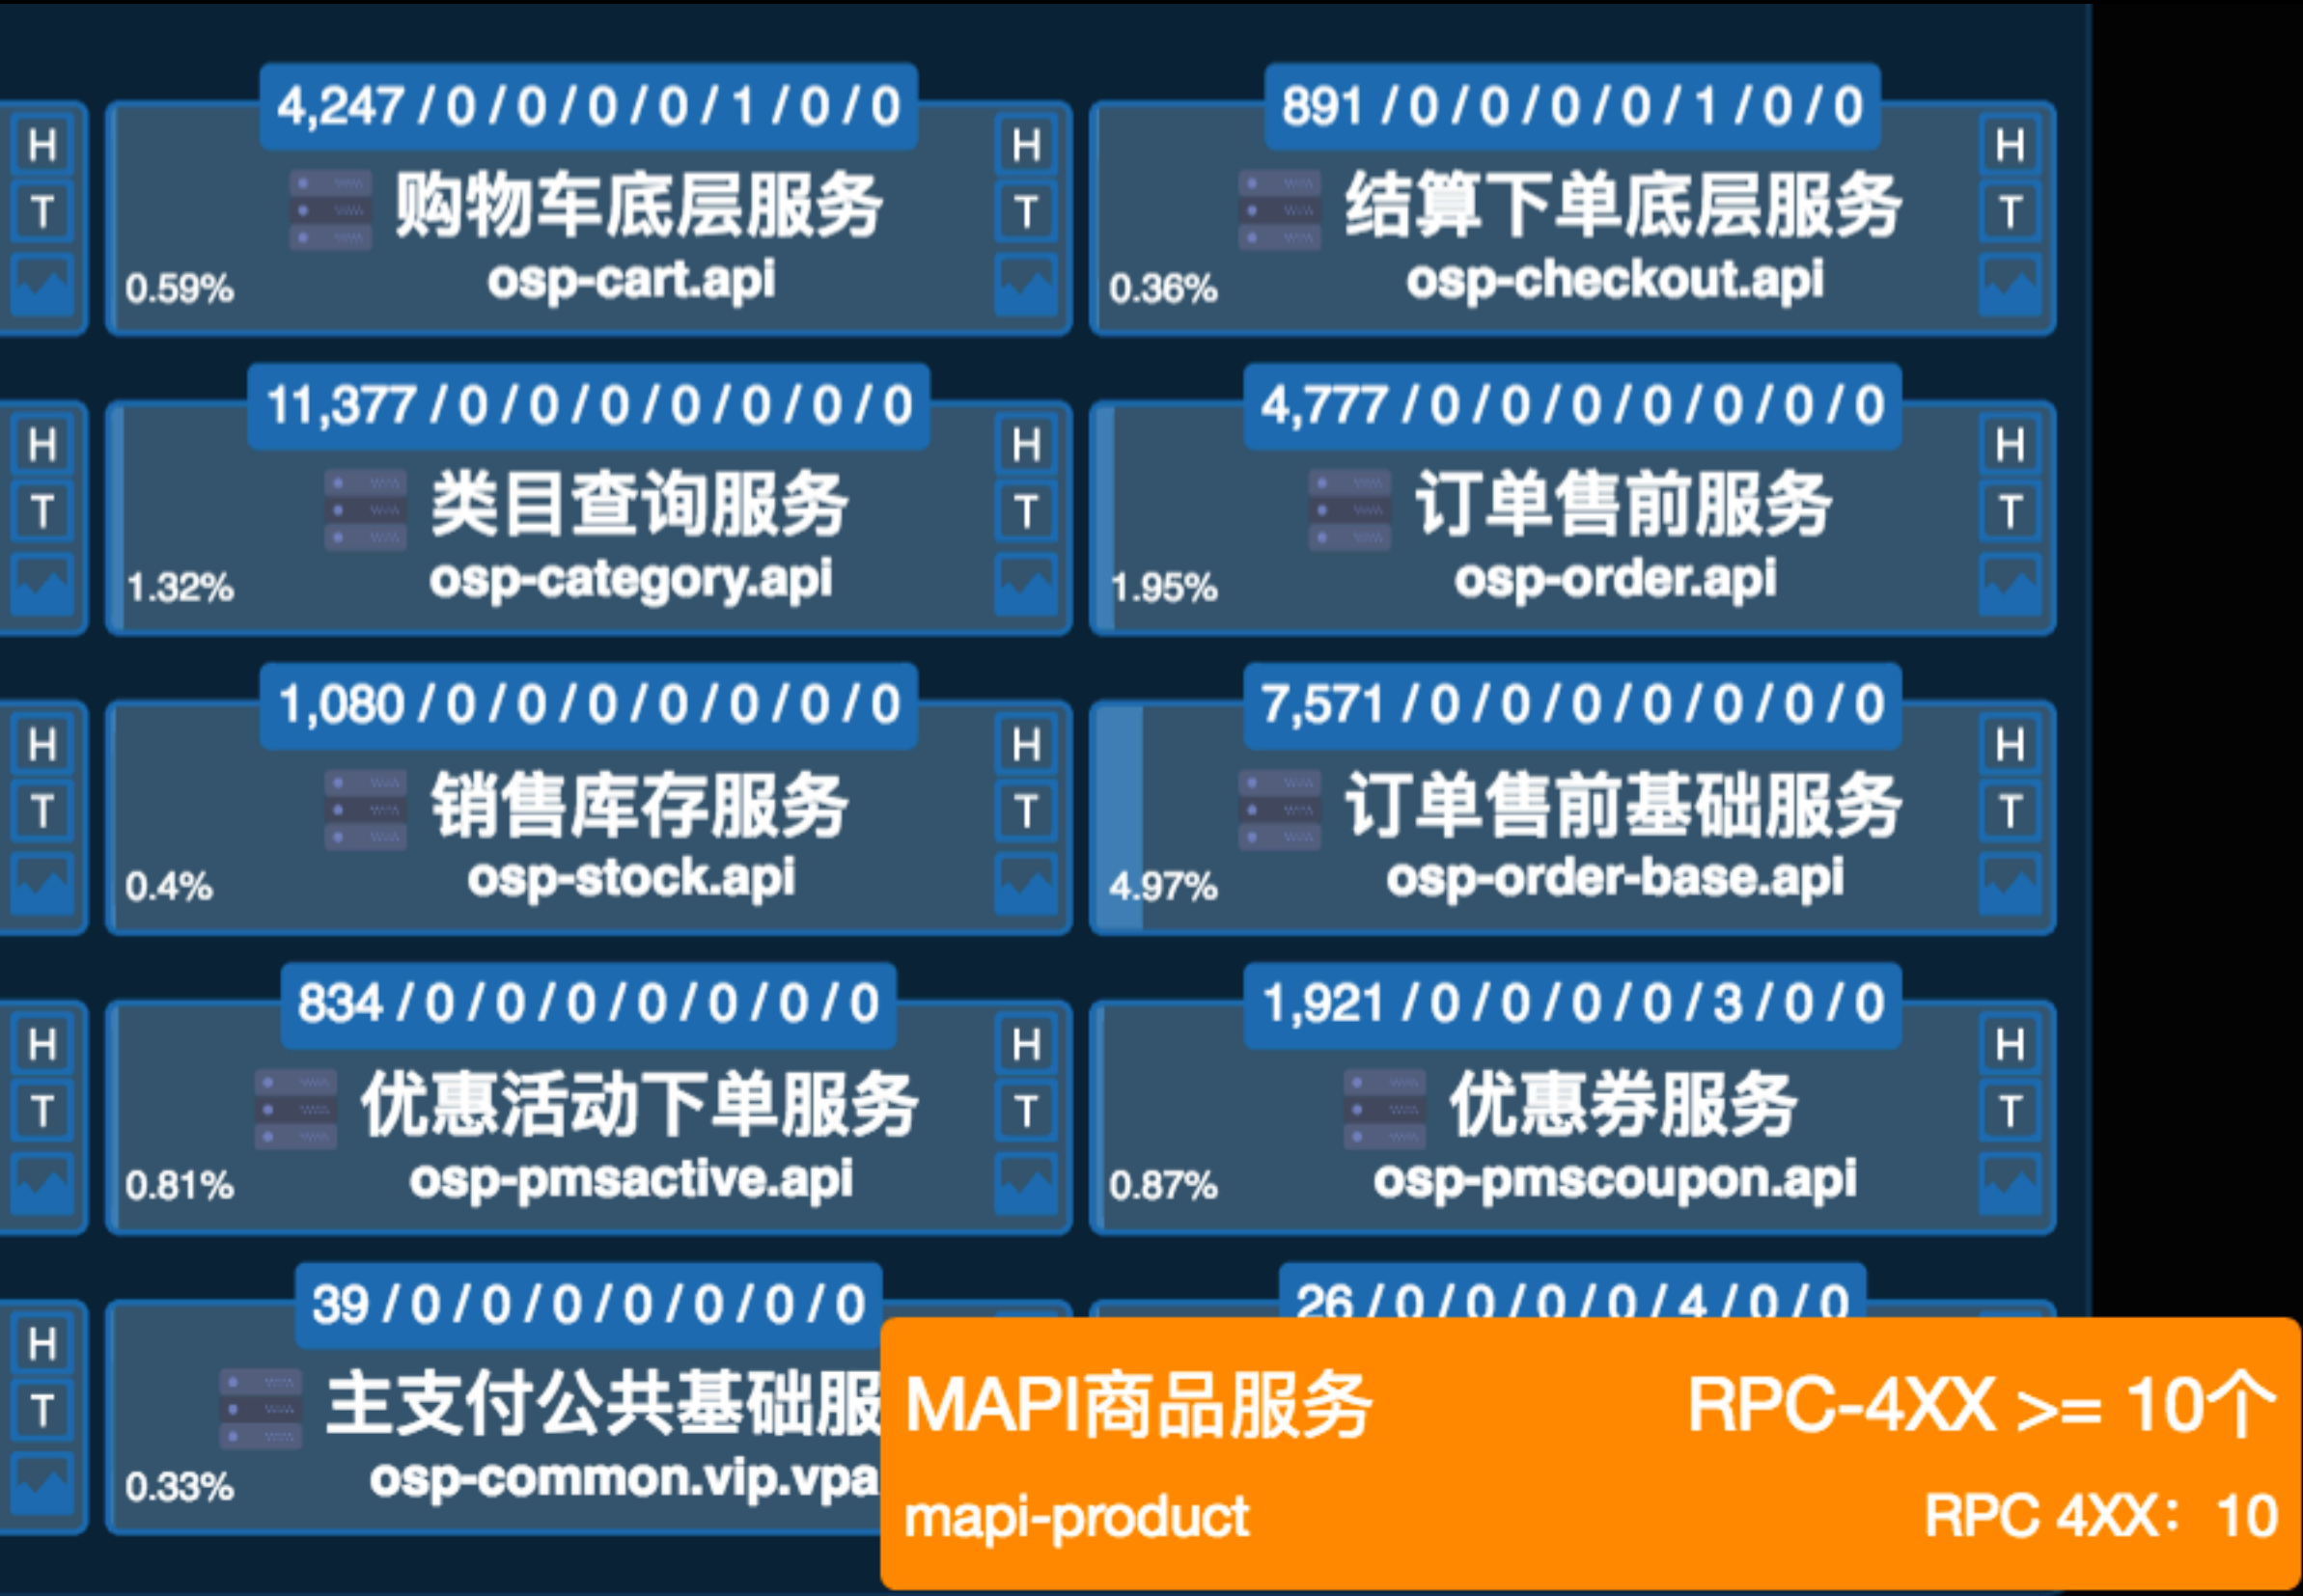 4,247 / 0 / 0 / 0 / 0 / 1 / 0 / 0
H
购物车底层服务
T
osp-cart.api
0.59%
891 / 0 / 0 / 0 / 0 / 1 / 0 / 0
H
结算下单底层服务
T
osp-checkout.api
0.36%
H
T
11,377 / 0 / 0 / 0 / 0 / 0 / 0 / 0
H
类目查询服务
T
osp-category.api
1.32%
4,777 / 0 / 0 / 0 / 0 / 0 / 0 / 0
H
订单售前服务
T
osp-order.api
1.95%
H
T
1,080 / 0 / 0 / 0 / 0 / 0 / 0 / 0
H
销售库存服务
T
osp-stock.api
0.4%
7,571 / 0 / 0 / 0 / 0 / 0 / 0 / 0
H
订单售前基础服务
T
osp-order-base.api
4.97%
H
T
834 / 0 / 0 / 0 / 0 / 0 / 0 / 0
H
优惠活动下单服务
T
osp-pmsactive.api
0.81%
1,921 / 0 / 0 / 0 / 0 / 3 / 0 / 0
H
优惠券服务
T
osp-pmscoupon.api
0.87%
H
T
39 / 0 / 0 / 0 / 0 / 0 / 0 / 0
主支付公共基础服
osp-common.vip.vpa
0.33%
26 / 0 / 0 / 0 / 0 / 4 / 0 / 0
H
T
MAPI商品服务
RPC-4XX >= 10个
mapi-product
RPC 4XX：10
H
T